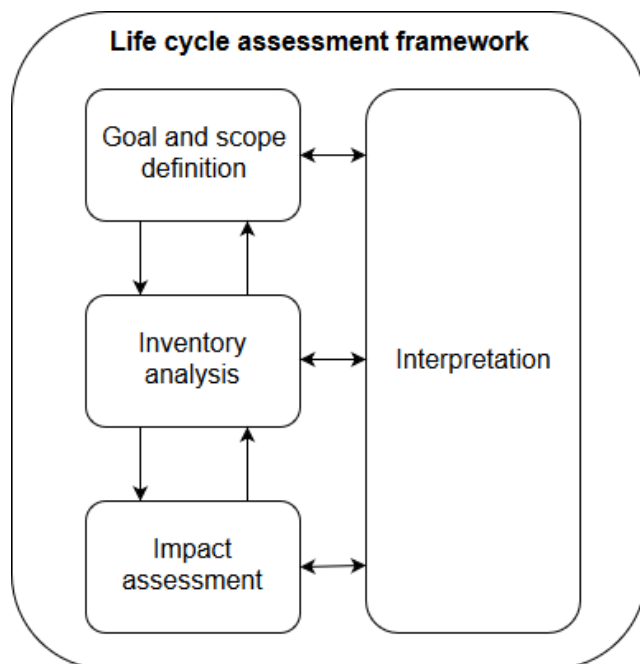 Life cycle assessment framework
Goal and scope
definition
Inventory
analysis
Interpretation
Impact
assessment